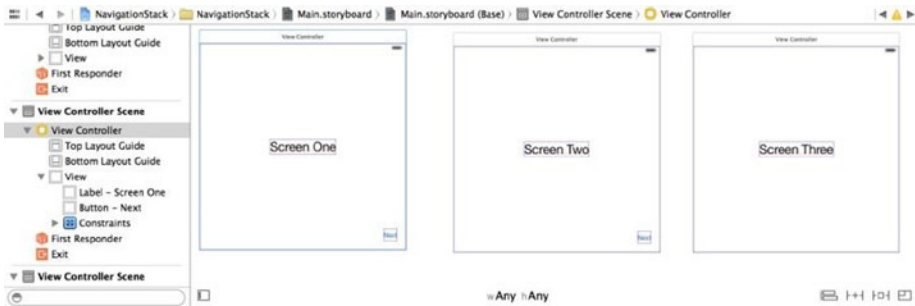 NavigationStack › NavigationStack › Main.storyboard › Main.storyboard (Base) › View Controller Scene › View Controller
Top Layout Guide
Bottom Layout Guide
View
First Responder
Exit
View Controller Scene
View Controller
Top Layout Guide
Bottom Layout Guide
View
Label - Screen One
Button - Next
Constraints
First Responder
Exit
View Controller Scene
View Controller
Screen One
Next
View Controller
Screen Two
Next
View Controller
Screen Three
wAny hAny